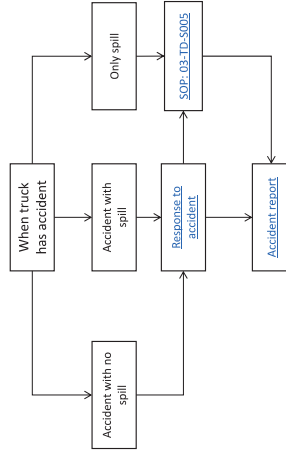 When truck
has accident
Accident with no
spill
Accident with
spill
Only spill
Response to
accident
SOP: 03-TD-S005
Accident report